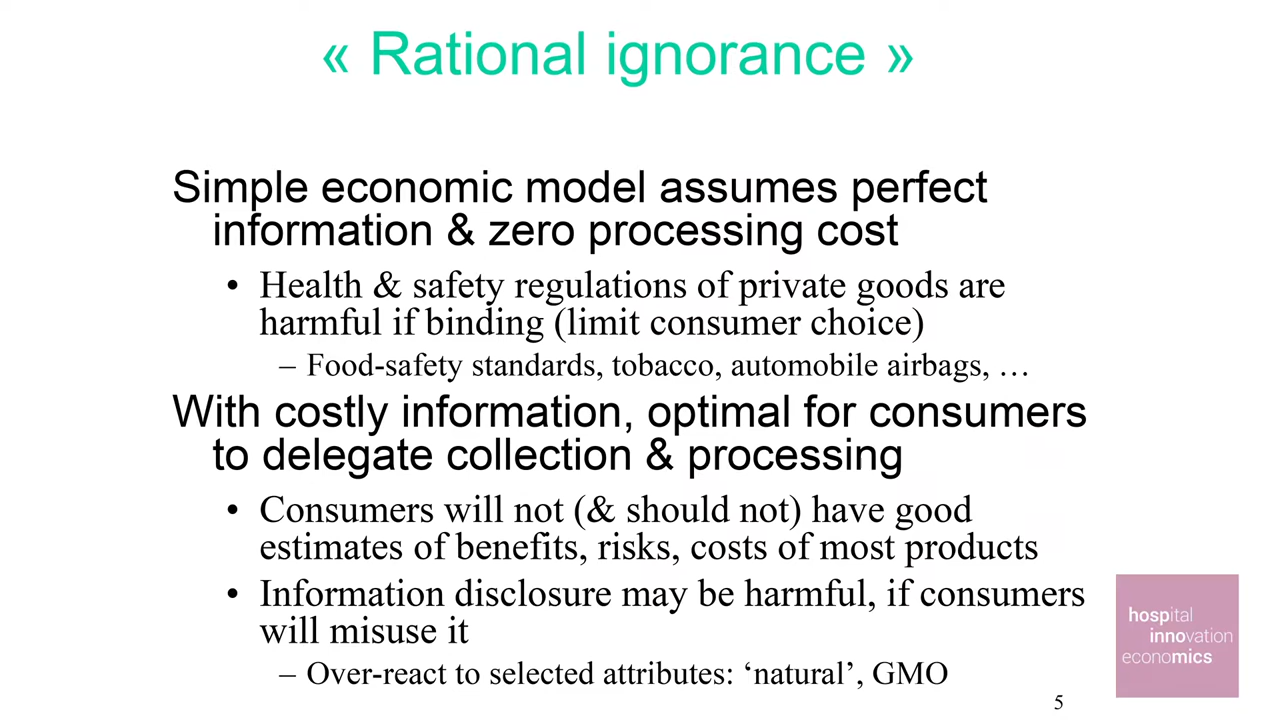 « Rational ignorance »
Simple economic model assumes perfect
information & zero processing cost
• Health & safety regulations of private goods are
harmful if binding (limit consumer choice)
– Food-safety standards, tobacco, automobile airbags, …
With costly information, optimal for consumers
to delegate collection & processing
• Consumers will not (& should not) have good
estimates of benefits, risks, costs of most products
• Information disclosure may be harmful, if consumers
will misuse it
– Over-react to selected attributes: ‘natural’, GMO
hospital
innovation
economics
5